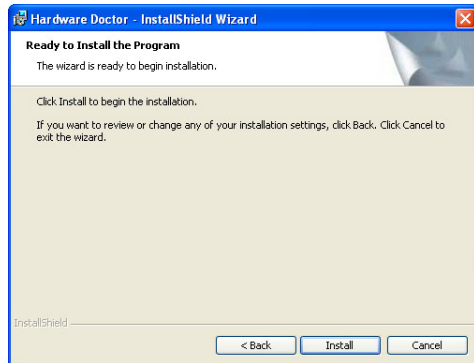 Hardware Doctor - InstallShield Wizard
Ready to Install the Program
The wizard is ready to begin installation.
Click Install to begin the installation.
If you want to review or change any of your installation settings, click Back. Click Cancel to
exit the wizard.
InstallShield
< Back Install Cancel